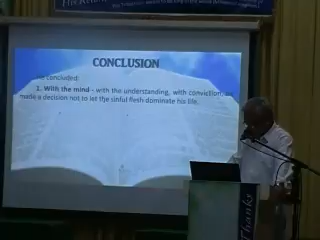 CONCLUSION
concluded:
1. With the mind - with the understanding, with conviction,
made a decision not to let the sinful flesh dominate his life.
Thanks